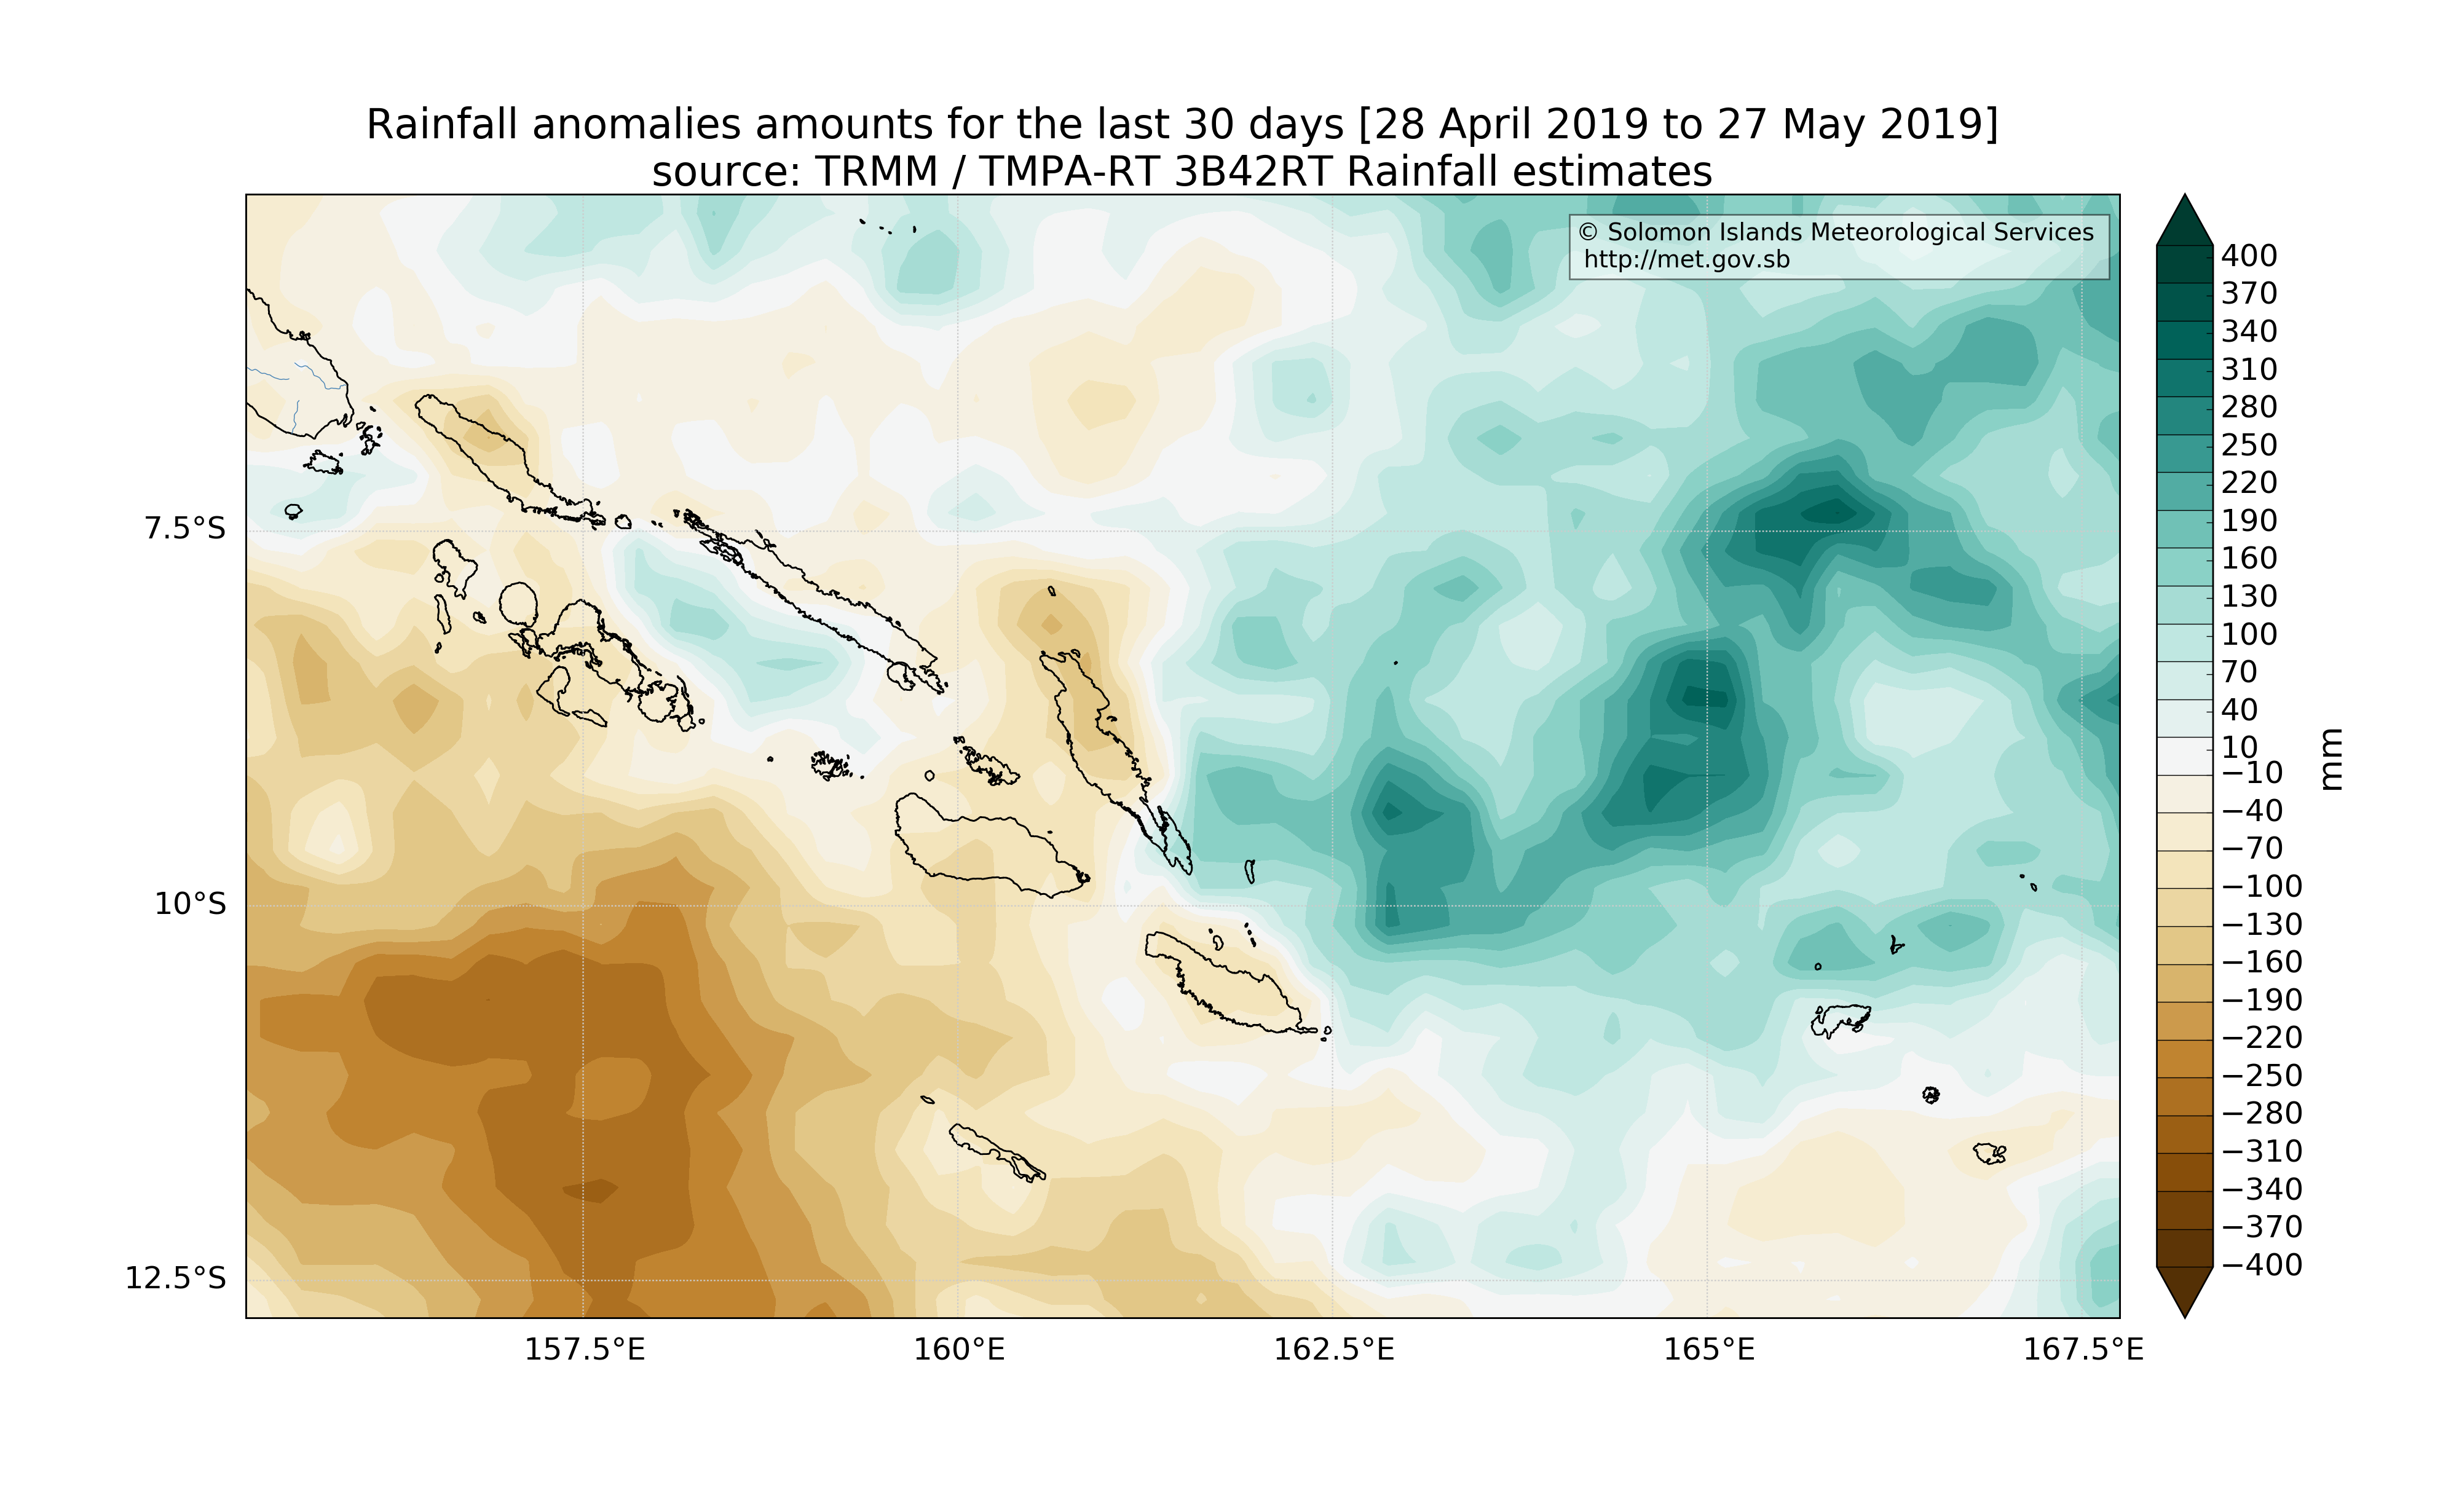 Rainfall anomalies amounts for the last 30 days [28 April 2019 to 27 May 2019]
source: TRMM / TMPA-RT 3B42RT Rainfall estimates
© Solomon Islands Meteorological Services
http://met.gov.sb
7.5°S
10°S
12.5°S
157.5°E
160°E
162.5°E
165°E
167.5°E
400
370
340
310
280
250
220
190
160
130
100
70
40
10
−10
−40
−70
−100
−130
−160
−190
−220
−250
−280
−310
−340
−370
−400
mm